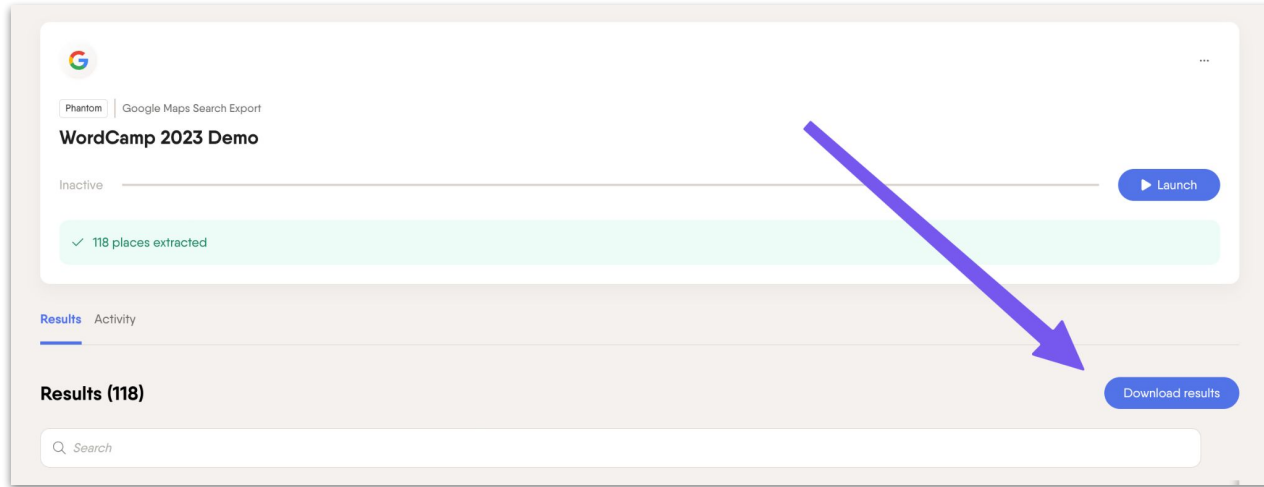 Phantom Google Maps Search Export
WordCamp 2023 Demo
Inactive Launch
118 places extracted
Results Activity
Results (118) Download results
Search